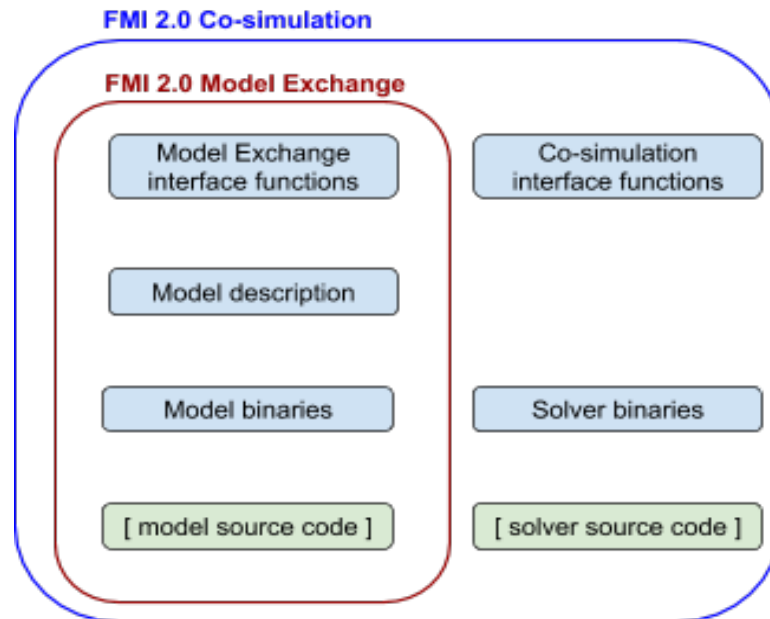 FMI 2.0 Co-simulation
FMI 2.0 Model Exchange
Model Exchange
interface functions
Co-simulation
interface functions
Model description
Model binaries
Solver binaries
[ model source code ]
[ solver source code ]